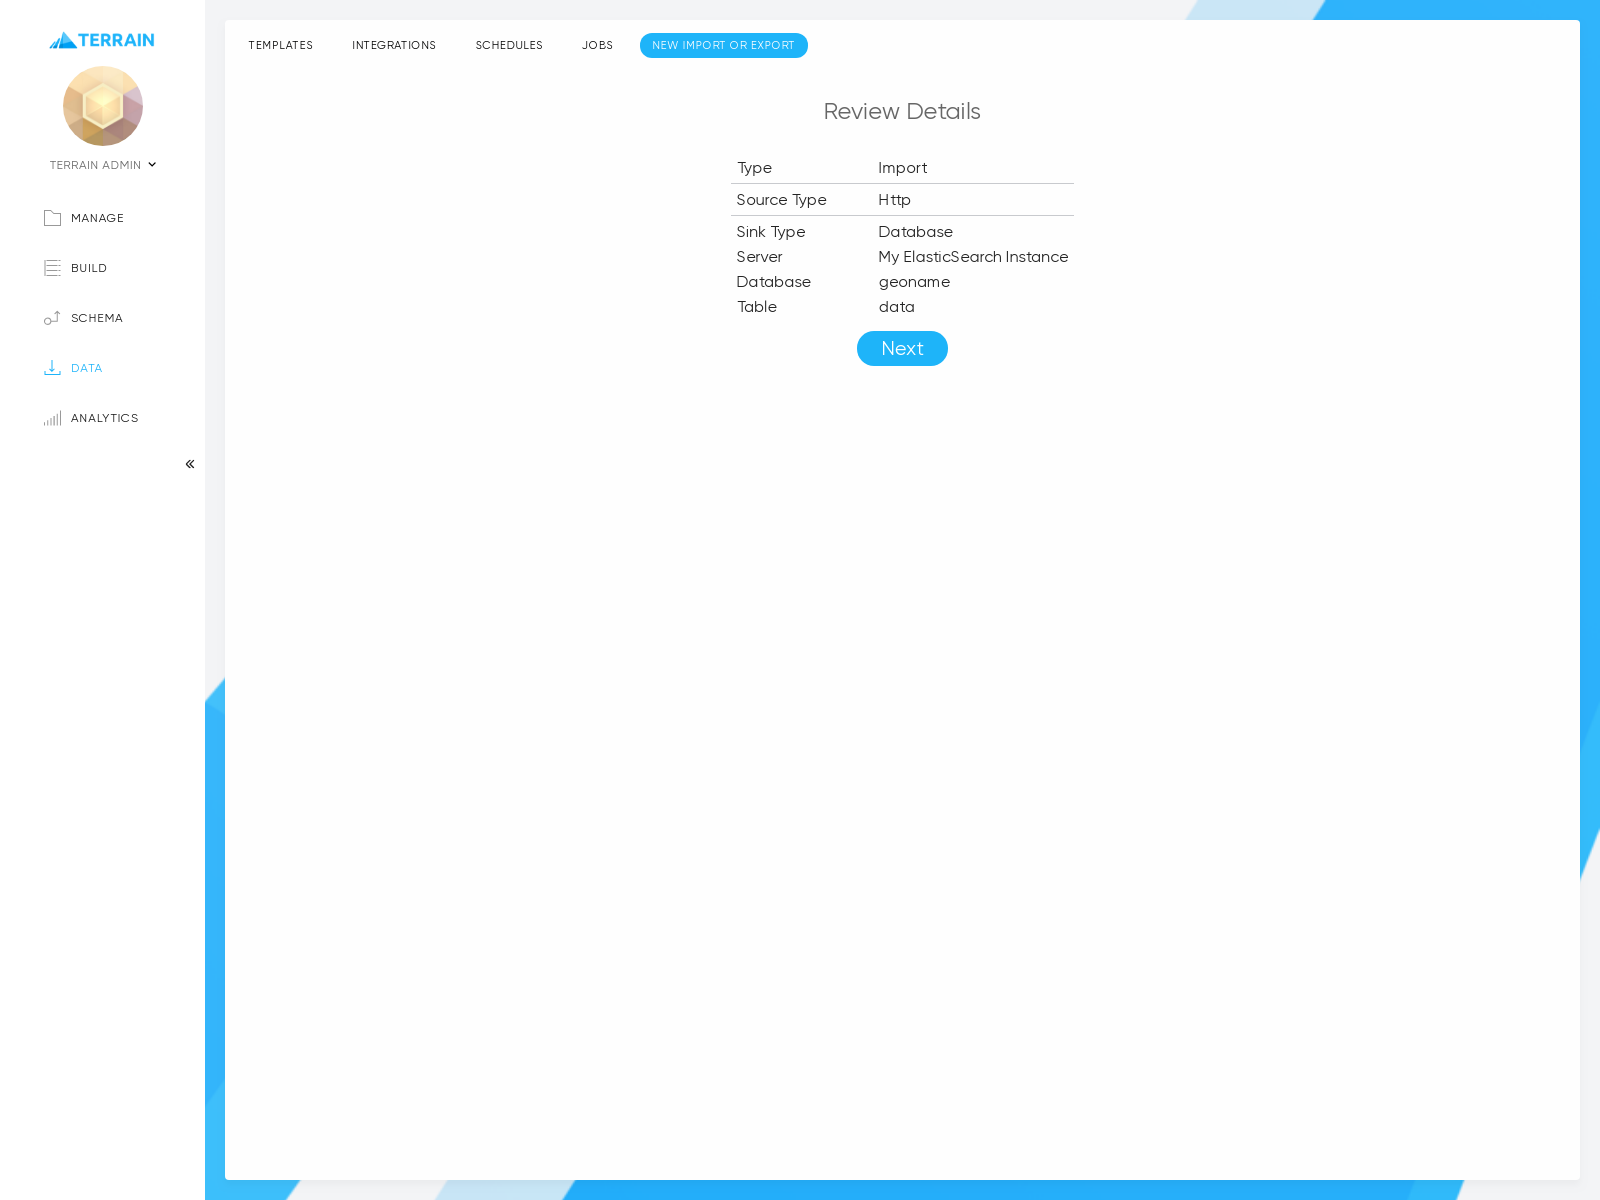 TERRAIN
TERRAIN ADMIN
MANAGE
BUILD
SCHEMA
DATA
ANALYTICS
TEMPLATES INTEGRATIONS SCHEDULES JOBS NEW IMPORT OR EXPORT
Review Details
Type Import
Source Type Http
Sink Type Database
Server My ElasticSearch Instance
Database geoname
Table data
Next